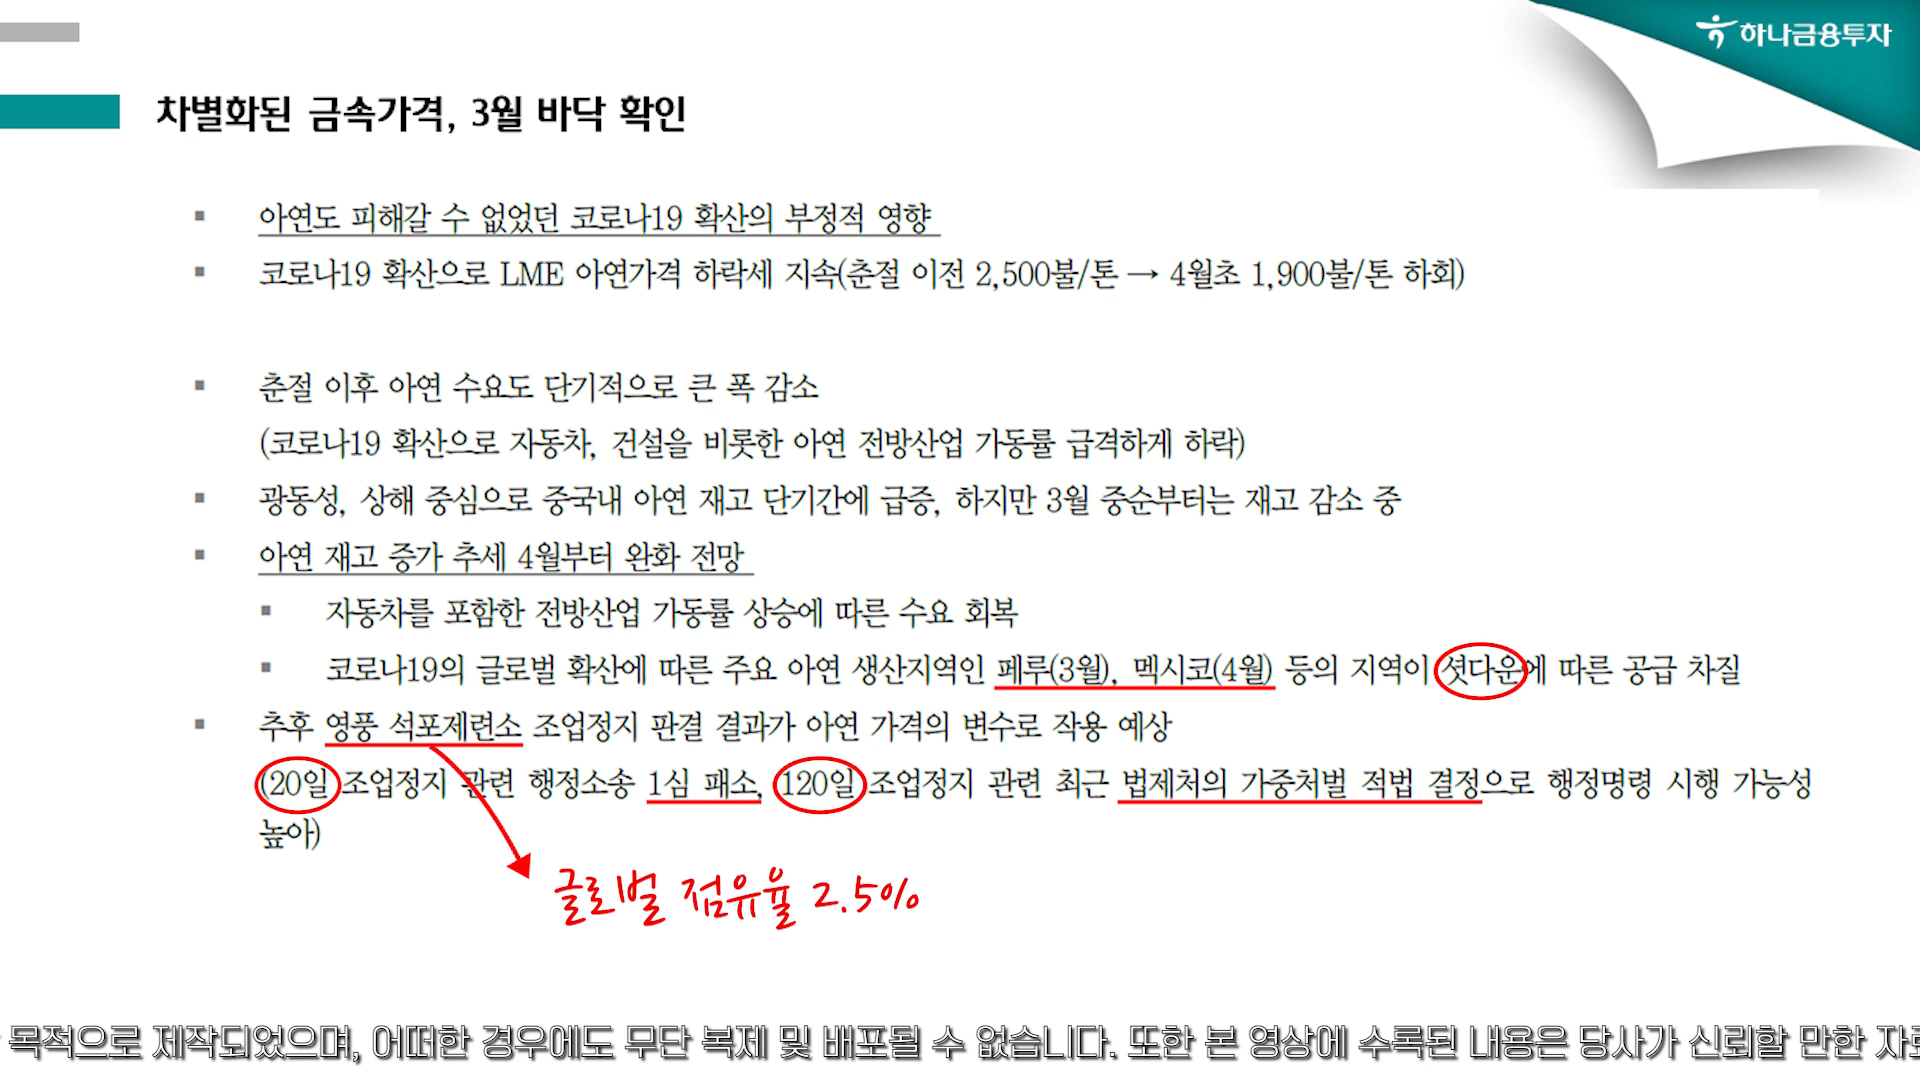 하나금융투자
차별화된 금속가격, 3월 바닥 확인
▪ 아연도 피해갈 수 없었던 코로나19 확산의 부정적 영향
▪ 코로나19 확산으로 LME 아연가격 하락세 지속(춘절 이전 2,500불/톤 → 4월초 1,900불/톤 하회)
▪ 춘절 이후 아연 수요도 단기적으로 큰 폭 감소
(코로나19 확산으로 자동차, 건설을 비롯한 아연 전방산업 가동률 급격하게 하락)
▪ 광동성, 상해 중심으로 중국내 아연 재고 단기간에 급증, 하지만 3월 중순부터는 재고 감소 중
▪ 아연 재고 증가 추세 4월부터 완화 전망
▪ 자동차를 포함한 전방산업 가동률 상승에 따른 수요 회복
▪ 코로나19의 글로벌 확산에 따른 주요 아연 생산지역인 페루(3월), 멕시코(4월) 등의 지역이 셧다운에 따른 공급 차질
▪ 추후 영풍 석포제련소 조업정지 판결 결과가 아연 가격의 변수로 작용 예상
(20일 조업정지 관련 행정소송 1심 패소, 120일 조업정지 관련 최근 법제처의 가중처벌 적법 결정으로 행정명령 시행 가능성
높아)
글로벌 점유율 2.5%
목적으로 제작되었으며, 어떠한 경우에도 무단 복제 및 배포될 수 없습니다. 또한 본 영상에 수록된 내용은 당사가 신뢰할 만한 자료